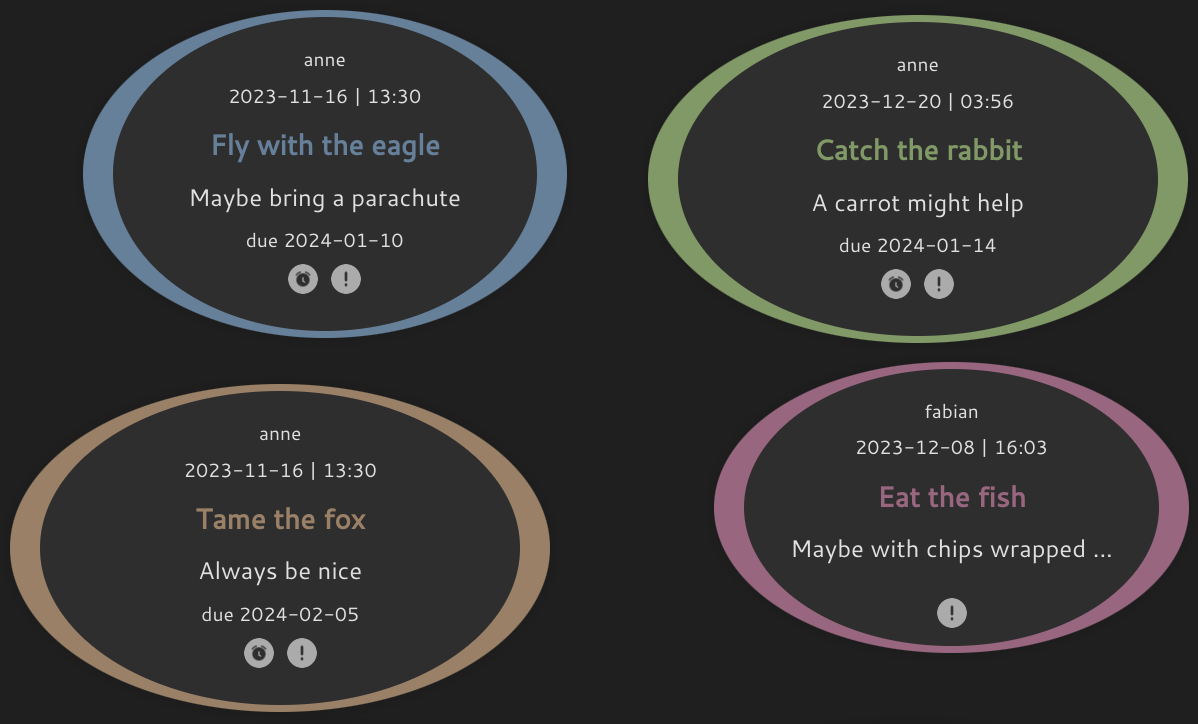 anne
2023-11-16 | 13:30
Fly with the eagle
Maybe bring a parachute
due 2024-01-10
anne
2023-12-20 | 03:56
Catch the rabbit
A carrot might help
due 2024-01-14
anne
2023-11-16 | 13:30
Tame the fox
Always be nice
due 2024-02-05
fabian
2023-12-08 | 16:03
Eat the fish
Maybe with chips wrapped ...